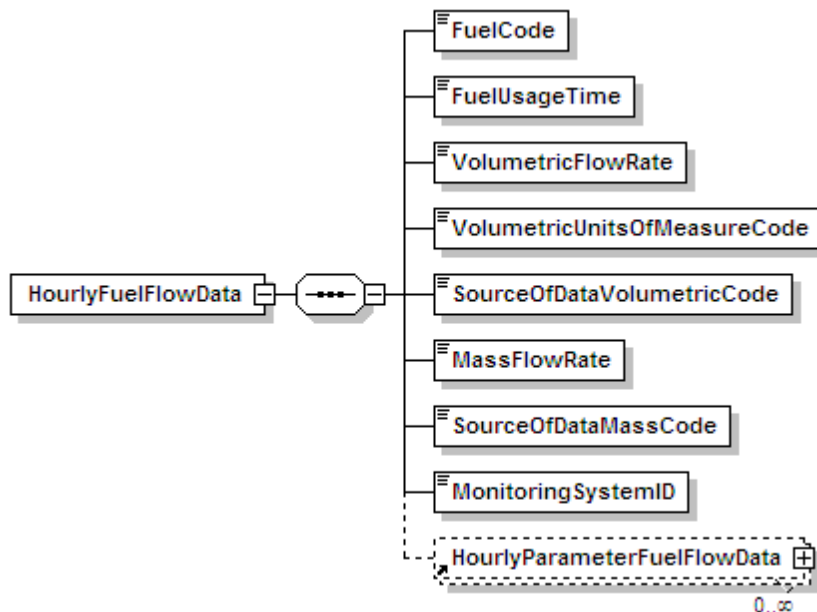 FuelCode
FuelUsageTime
VolumetricFlowRate
VolumetricUnitsOfMeasureCode
HourlyFuelFlowData
SourceOfDataVolumetricCode
MassFlowRate
SourceOfDataMassCode
MonitoringSystemID
HourlyParameterFuelFlowData
0..∞